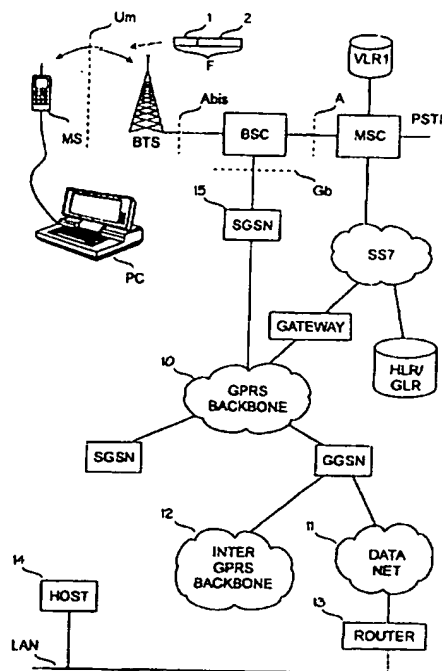 Um
1
2
F
VLR1
Abis
A
MS
BTS
BSC
MSC
PSTN
Gb
15
SGSN
PC
SS7
GATEWAY
HLR/
GLR
10
GPRS
BACKBONE
SGSN
GGSN
12
11
INTER
GPRS
BACKBONE
DATA
NET
14
13
HOST
ROUTER
LAN